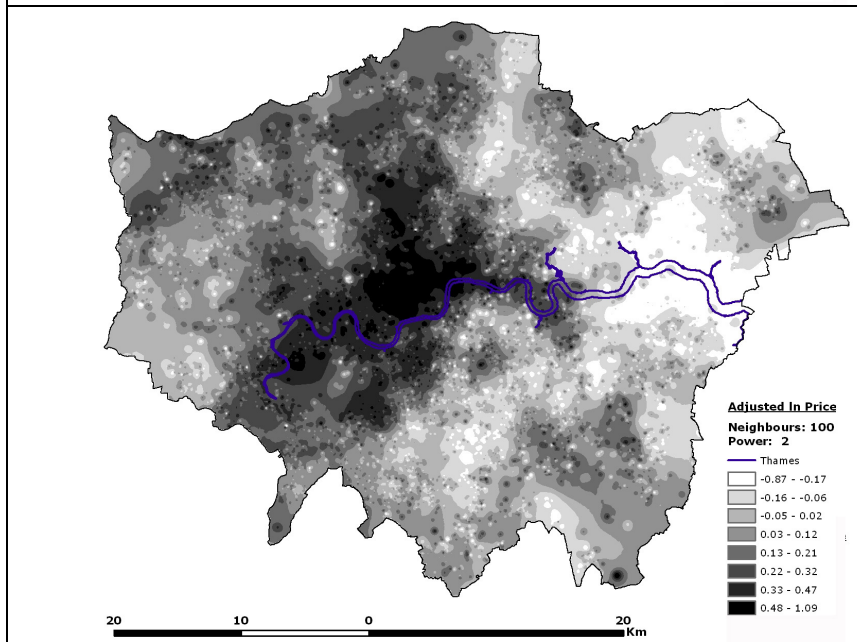 Adjusted ln Price
Neighbours: 100
Power: 2
Thames
-0.87 - -0.17
-0.16 - -0.06
-0.05 - 0.02
0.03 - 0.12
0.13 - 0.21
0.22 - 0.32
0.33 - 0.47
0.48 - 1.09
20 10 0 20
Km